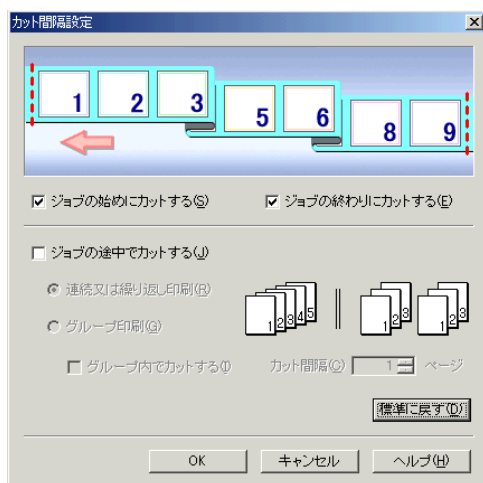 カット間隔設定
1 2 3 5 6 8 9
ジョブの始めにカットする(S) ジョブの終わりにカットする(E)
ジョブの途中でカットする(J)
連続又は繰り返し印刷(R)
グループ印刷(G)
1 2 3 4 5 1 2 3 1 2 3
グループ内でカットする(I) カット間隔(C) 1 ページ
標準に戻す(D)
OK キャンセル ヘルプ(H)